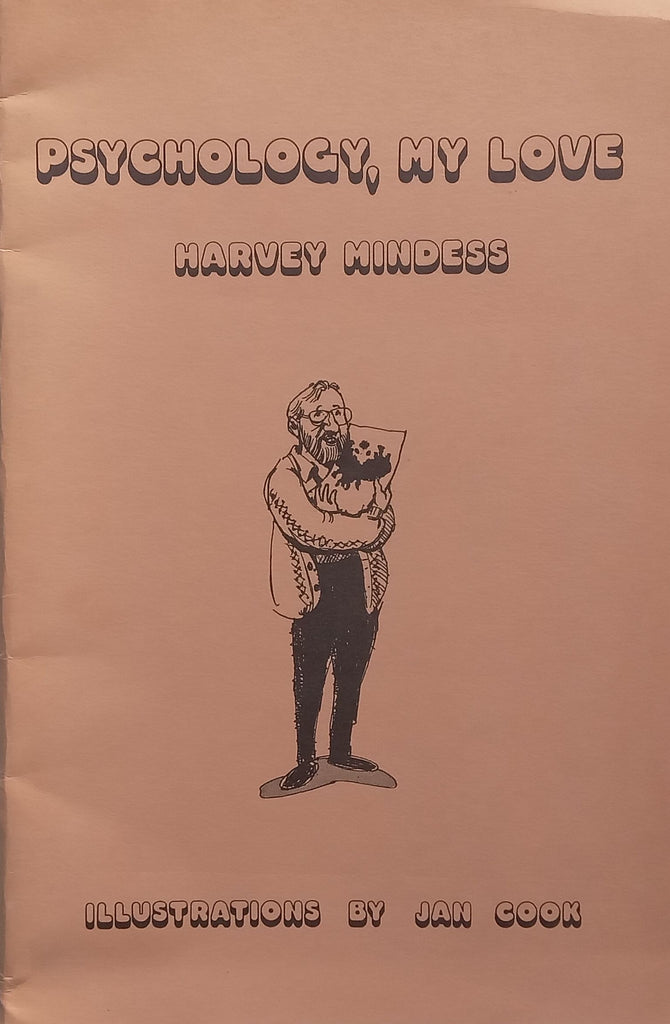 PSYCHOLOGY, MY LOVE
HARVEY MINDESS
ILLUSTRATIONS BY JAN COOK